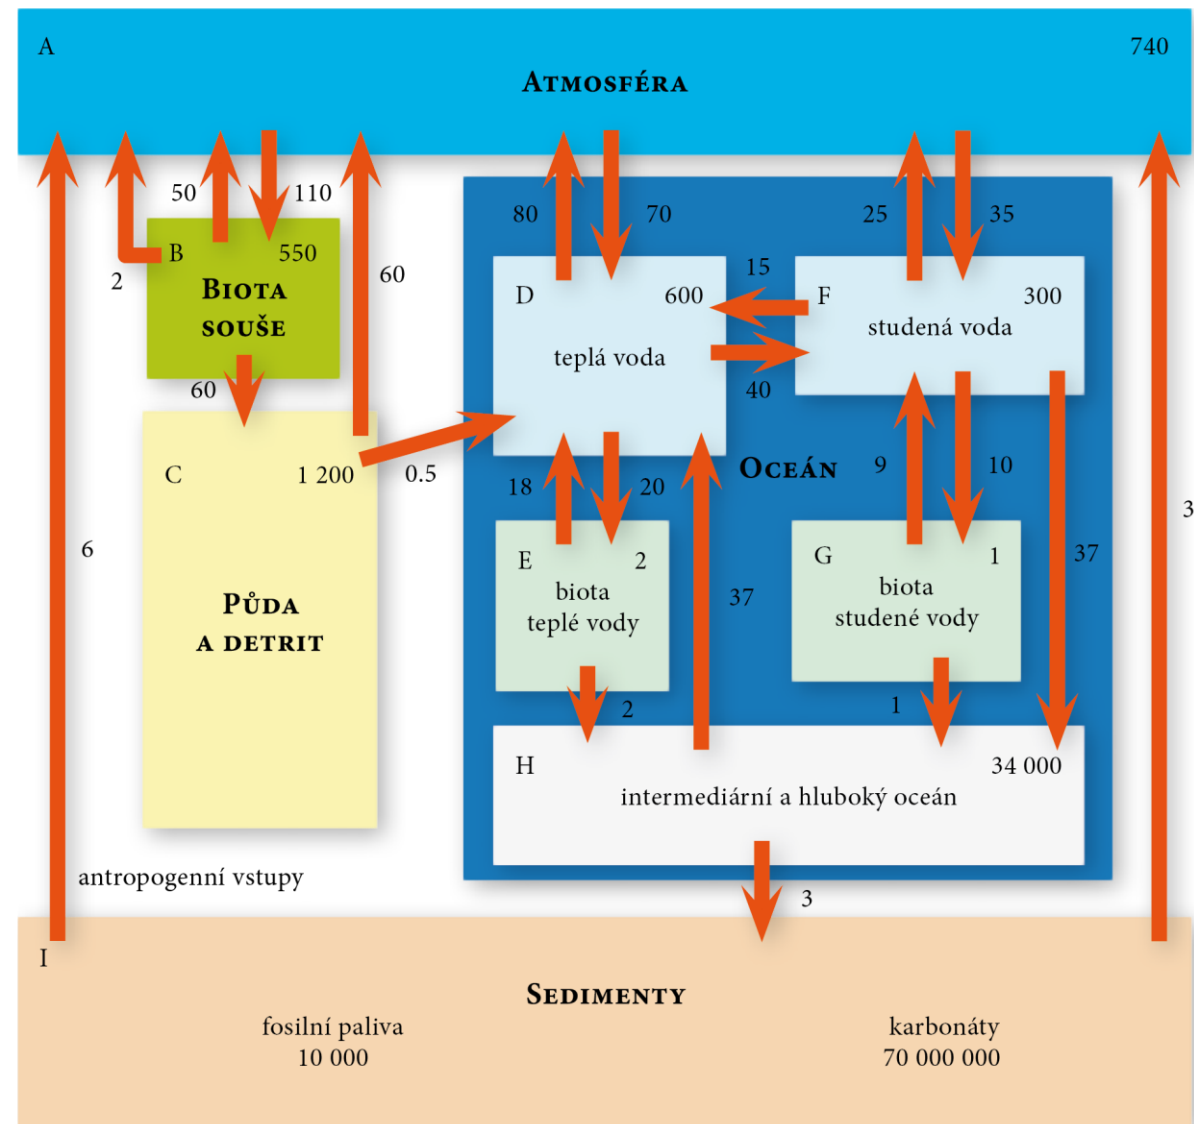 A
740
Atmosféra
50
110
80
70
25
35
B
550
2
60
Biota
souše
15
D
600
F
300
studená voda
teplá voda
60
40
C
1 200
0.5
Oceán
18
20
9
10
6
3
E
2
G
1
37
biota
teplé vody
biota
studené vody
37
Půda
a detrit
2
1
H
34 000
intermediární a hluboký oceán
antropogenní vstupy
3
I
Sedimenty
fosilní paliva
10 000
karbonáty
70 000 000